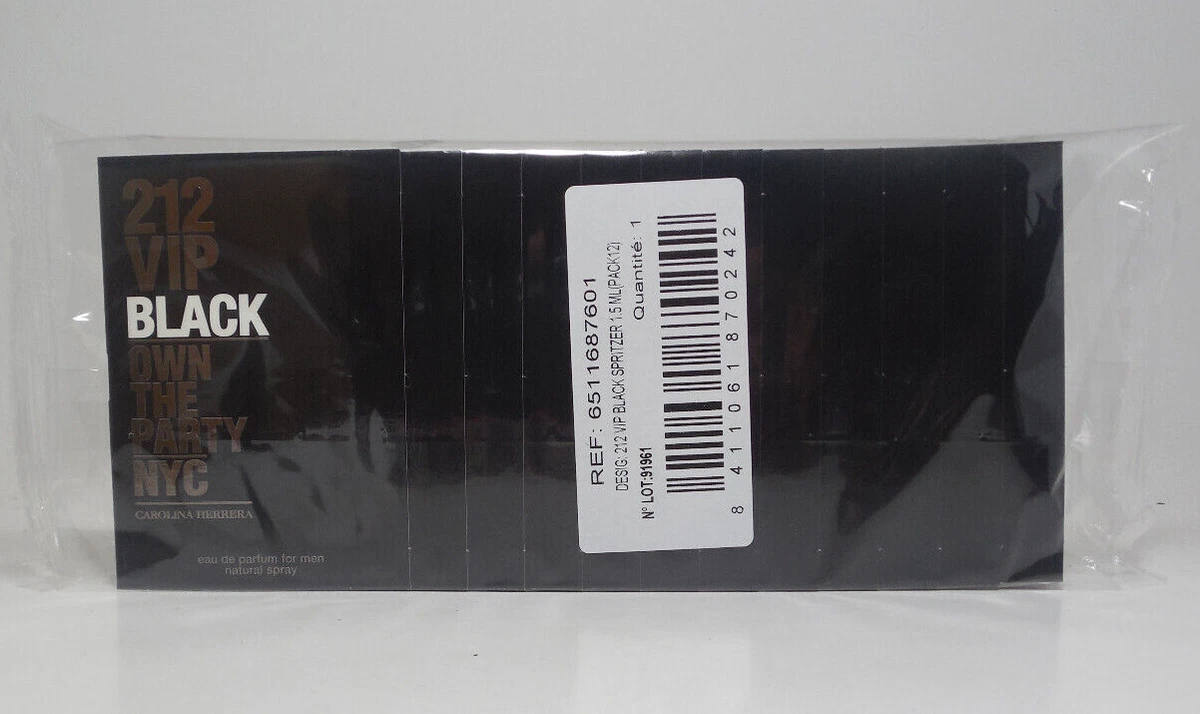 212
VIP
BLACK
OWN
THE
PARTY
NYC
CAROLINA HERRERA
eau de parfum for men
natural spray
REF: 65116887601
DESIG: 212 VIP BLACK SPRITZER 1.5 ML(PACK12)
Quantité: 1
Nº LOT:91961
8 411061 870242